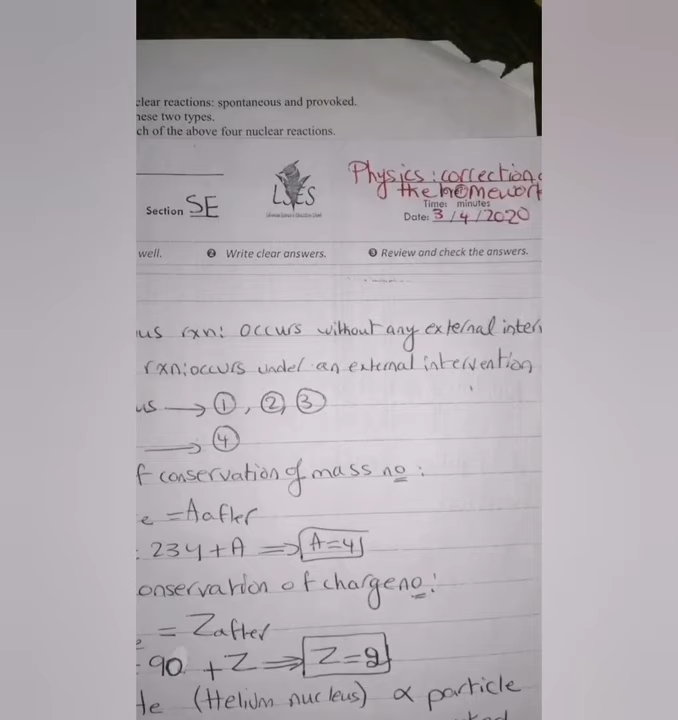 clear reactions: spontaneous and provoked.
hese two types.
ch of the above four nuclear reactions.
Physics: correction o
the homework
LSES
Section SE
Time: minutes
Date: 3/4/2020
well. ❷ Write clear answers. ❸ Review and check the answers.
us rxn: occurs without any external inter
rxn: occurs under an external intervention
us → ①, ② ③
→ ④
f conservation of mass no:
e = Aafter
: 234 + A ⟹ A=4
onservation of charge no:
e = Zafter
90 + Z ⟹ Z=2
He (Helium nucleus) α particle